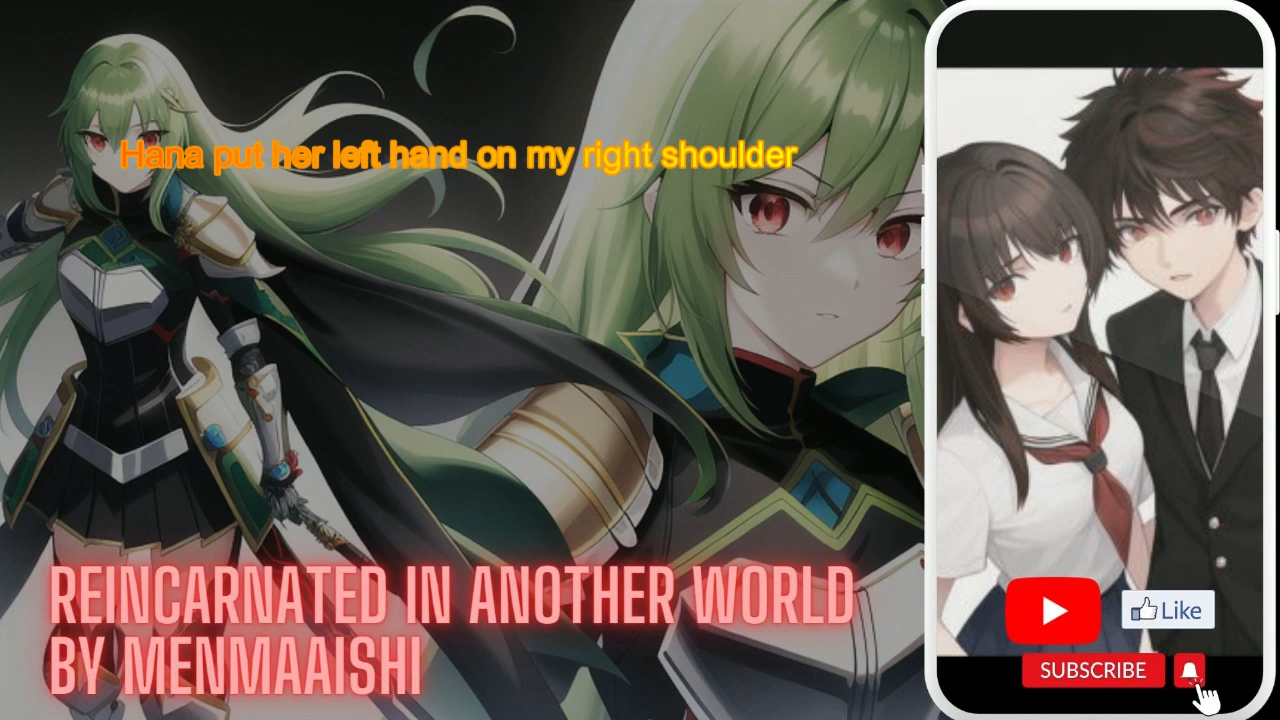 Hana put her left hand on my right shoulder
REINCARNATED IN ANOTHER WORLD
BY MENMAAISHI
Like
SUBSCRIBE